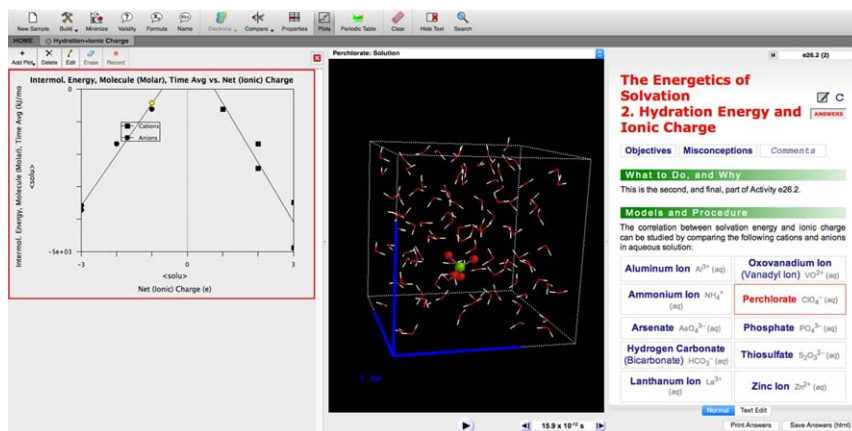 New Sample Build Minimize Validity Formula Name Electrons Compare Properties Plots Periodic Table Clear Hide Text Search
HOME Hydration+Ionic Charge
Add Plot Delete Edit Erase Record
Intermol. Energy, Molecule (Molar), Time Avg vs. Net (Ionic) Charge
Intermol. Energy, Molecule (Molar), Time Avg (kJ/mo
<solu>
0
Cations
Anions
-5e+03
-3 0 3
<solu>
Net (Ionic) Charge (e)
Perchlorate: Solution
1 nm
15.9 x 10⁻¹² s
e26.2 (2)
The Energetics of
Solvation
2. Hydration Energy and
Ionic Charge
ANSWERS
Objectives Misconceptions Comments
What to Do, and Why
This is the second, and final, part of Activity e26.2.
Models and Procedure
The correlation between solvation energy and ionic charge
can be studied by comparing the following cations and anions
in aqueous solution:
Aluminum Ion Al³⁺ (aq)
Oxovanadium Ion
(Vanadyl Ion) VO²⁺ (aq)
Ammonium Ion NH₄⁺
(aq)
Perchlorate ClO₄⁻ (aq)
Arsenate AsO₄³⁻ (aq)
Phosphate PO₄³⁻ (aq)
Hydrogen Carbonate
(Bicarbonate) HCO₃⁻ (aq)
Thiosulfate S₂O₃²⁻ (aq)
Lanthanum Ion La³⁺
(aq)
Zinc Ion Zn²⁺ (aq)
Normal Text Edit
Print Answers Save Answers (html)